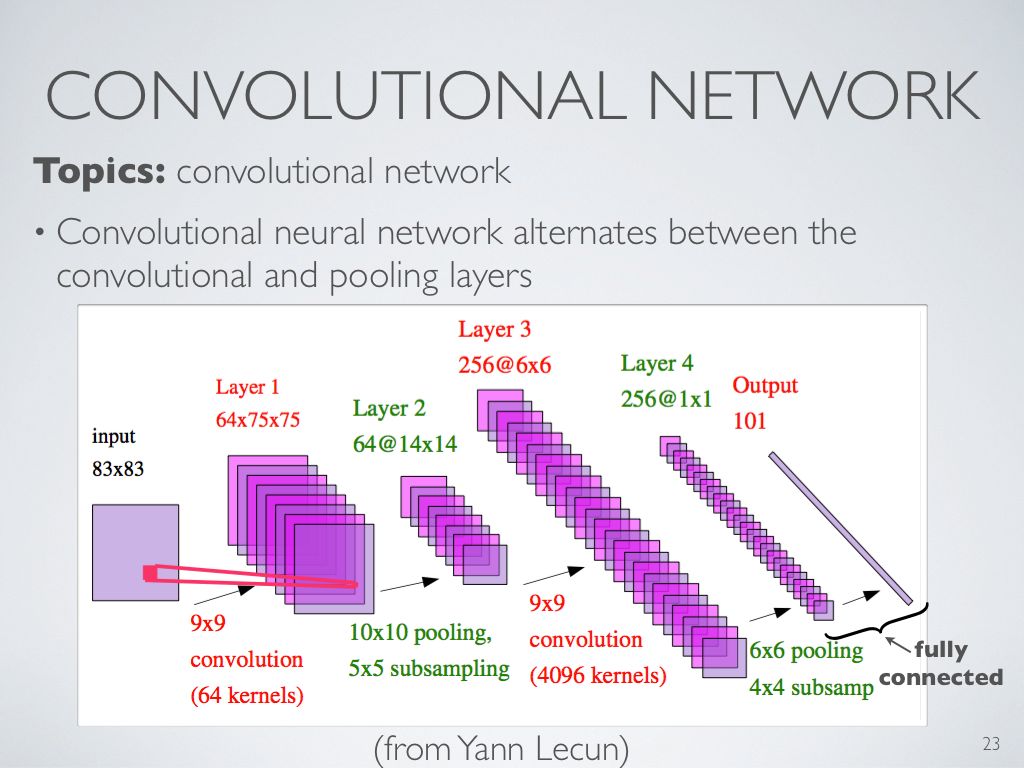 CONVOLUTIONAL NETWORK
Topics: convolutional network
• Convolutional neural network alternates between the
convolutional and pooling layers
input
83x83
Layer 1
64x75x75
Layer 2
64@14x14
Layer 3
256@6x6
Layer 4
256@1x1
Output
101
9x9
convolution
(64 kernels)
10x10 pooling,
5x5 subsampling
9x9
convolution
(4096 kernels)
6x6 pooling
4x4 subsamp
fully
connected
(from Yann Lecun)
23